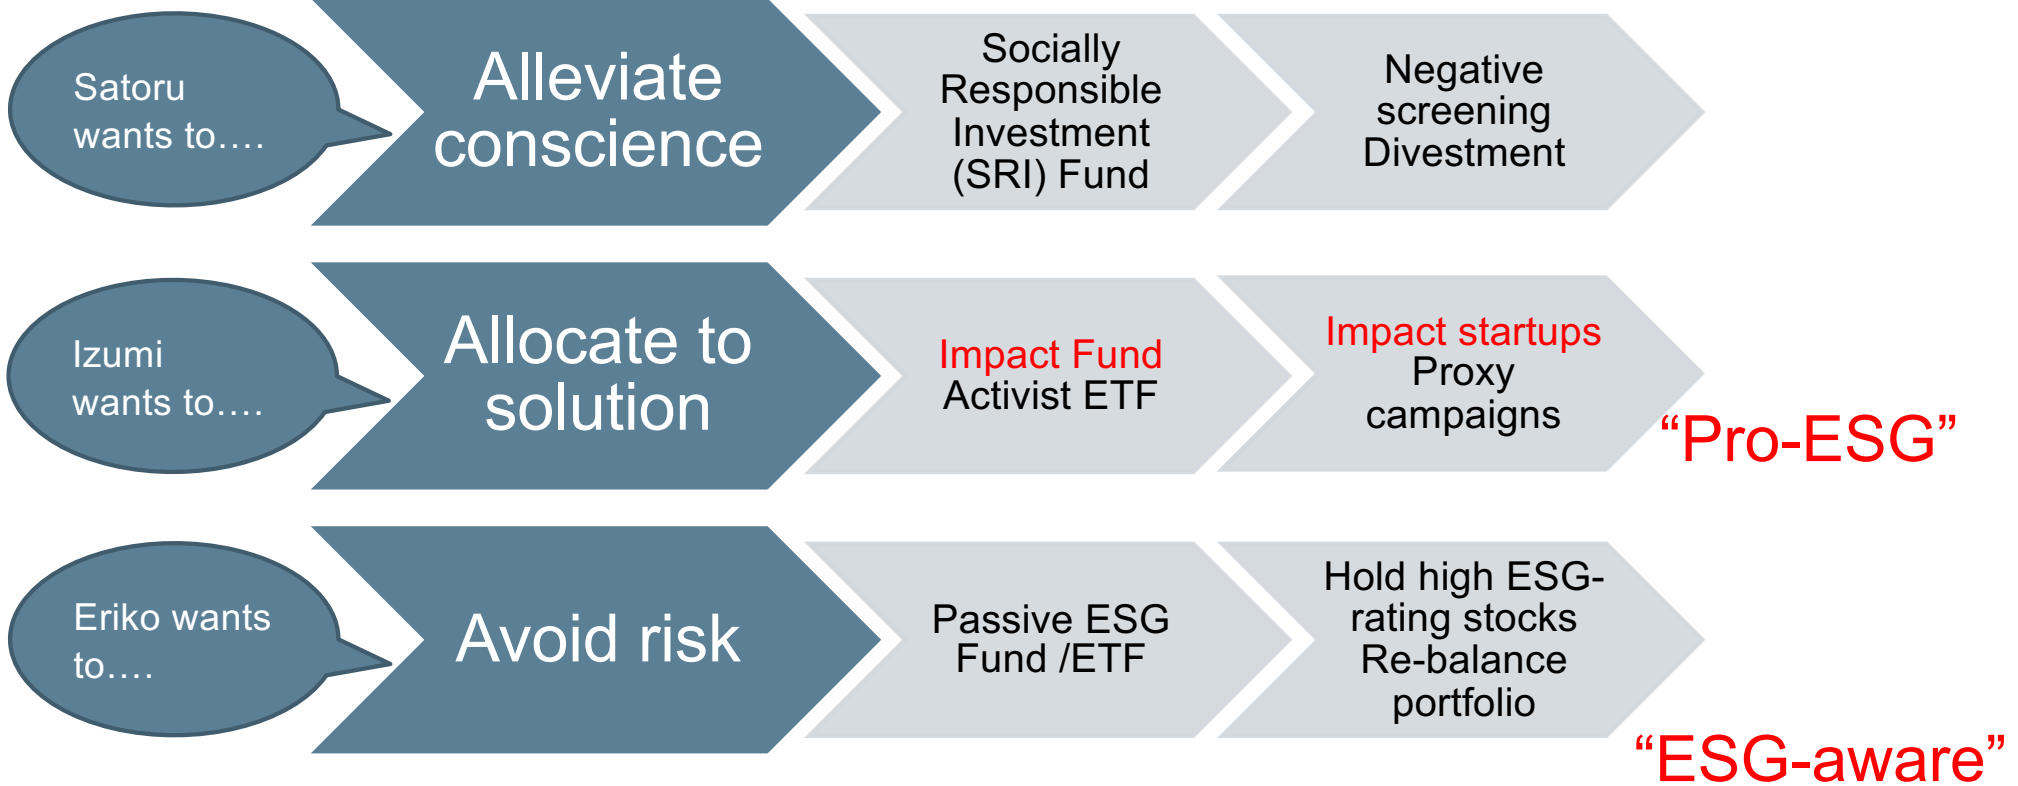 Satoru
wants to….
Alleviate
conscience
Socially
Responsible
Investment
(SRI) Fund
Negative
screening
Divestment
Izumi
wants to….
Allocate to
solution
Impact Fund
Activist ETF
Impact startups
Proxy
campaigns
“Pro-ESG”
Eriko wants
to….
Avoid risk
Passive ESG
Fund /ETF
Hold high ESG-
rating stocks
Re-balance
portfolio
“ESG-aware”